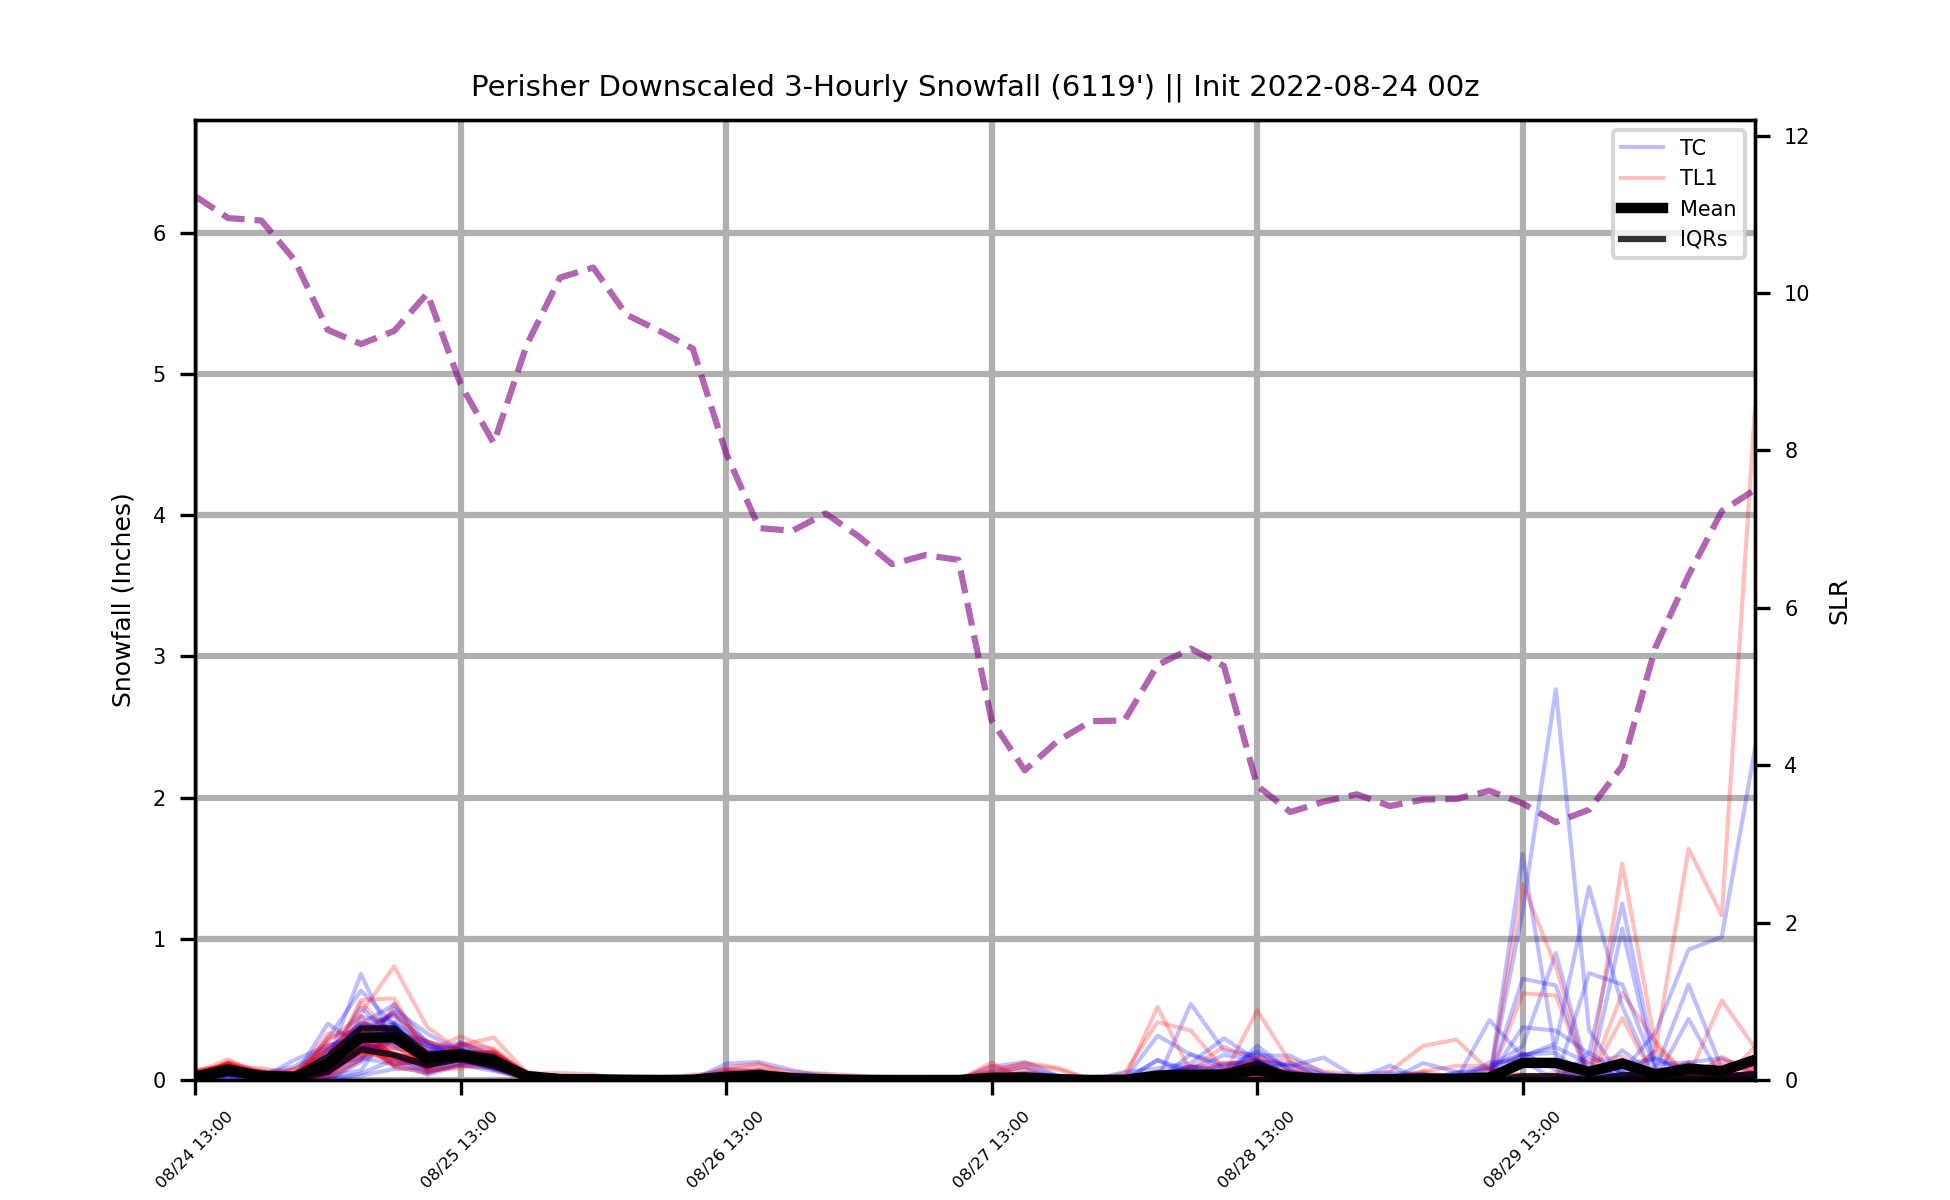 Perisher Downscaled 3-Hourly Snowfall (6119') || Init 2022-08-24 00z
TC
TL1
Mean
IQRs
Snowfall (Inches)
6
5
4
3
2
1
0
12
10
8
6
4
2
0
SLR
08/24 13:00
08/25 13:00
08/26 13:00
08/27 13:00
08/28 13:00
08/29 13:00